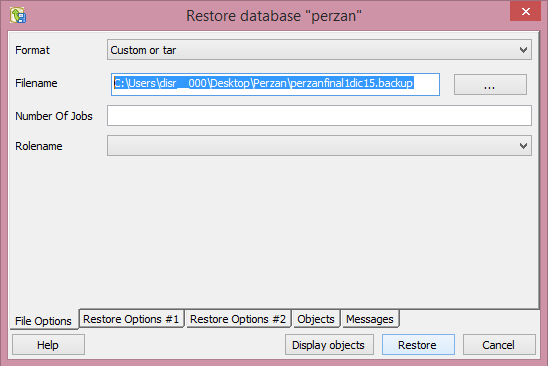 Restore database "perzan"
Format
Custom or tar
Filename
C:\Users\disr__000\Desktop\Perzan\perzanfinal1dic15.backup
...
Number Of Jobs
Rolename
File Options
Restore Options #1
Restore Options #2
Objects
Messages
Help
Display objects
Restore
Cancel